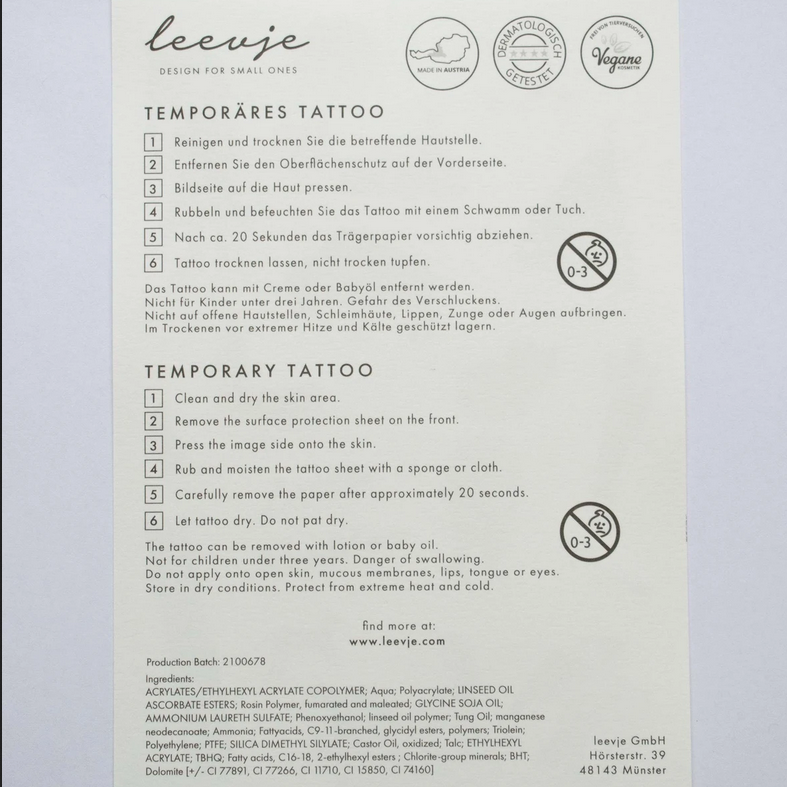 leevje
DESIGN FOR SMALL ONES
MADE IN AUSTRIA
DERMATOLOGISCH
GETESTET
FREI VON TIERVERSUCHEN
Vegane
KOSMETIK
TEMPORÄRES TATTOO
1 Reinigen und trocknen Sie die betreffende Hautstelle.
2 Entfernen Sie den Oberflächenschutz auf der Vorderseite.
3 Bildseite auf die Haut pressen.
4 Rubbeln und befeuchten Sie das Tattoo mit einem Schwamm oder Tuch.
5 Nach ca. 20 Sekunden das Trägerpapier vorsichtig abziehen.
6 Tattoo trocknen lassen, nicht trocken tupfen.
0-3
Das Tattoo kann mit Creme oder Babyöl entfernt werden.
Nicht für Kinder unter drei Jahren. Gefahr des Verschluckens.
Nicht auf offene Hautstellen, Schleimhäute, Lippen, Zunge oder Augen aufbringen.
Im Trockenen vor extremer Hitze und Kälte geschützt lagern.
TEMPORARY TATTOO
1 Clean and dry the skin area.
2 Remove the surface protection sheet on the front.
3 Press the image side onto the skin.
4 Rub and moisten the tattoo sheet with a sponge or cloth.
5 Carefully remove the paper after approximately 20 seconds.
6 Let tattoo dry. Do not pat dry.
0-3
The tattoo can be removed with lotion or baby oil.
Not for children under three years. Danger of swallowing.
Do not apply onto open skin, mucous membranes, lips, tongue or eyes.
Store in dry conditions. Protect from extreme heat and cold.
find more at:
www.leevje.com
Production Batch: 2100678
Ingredients:
ACRYLATES/ETHYLHEXYL ACRYLATE COPOLYMER; Aqua; Polyacrylate; LINSEED OIL
ASCORBATE ESTERS; Rosin Polymer, fumarated and maleated; GLYCINE SOJA OIL;
AMMONIUM LAURETH SULFATE; Phenoxyethanol; linseed oil polymer; Tung Oil; manganese
neodecanoate; Ammonia; Fattyacids, C9-11-branched, glycidyl esters, polymers; Triolein;
Polyethylene; PTFE; SILICA DIMETHYL SILYLATE; Castor Oil, oxidized; Talc; ETHYLHEXYL
ACRYLATE; TBHQ; Fatty acids, C16-18, 2-ethylhexyl esters ; Chlorite-group minerals; BHT;
Dolomite [+/- CI 77891, CI 77266, CI 11710, CI 15850, CI 74160]
leevje GmbH
Hörsterstr. 39
48143 Münster